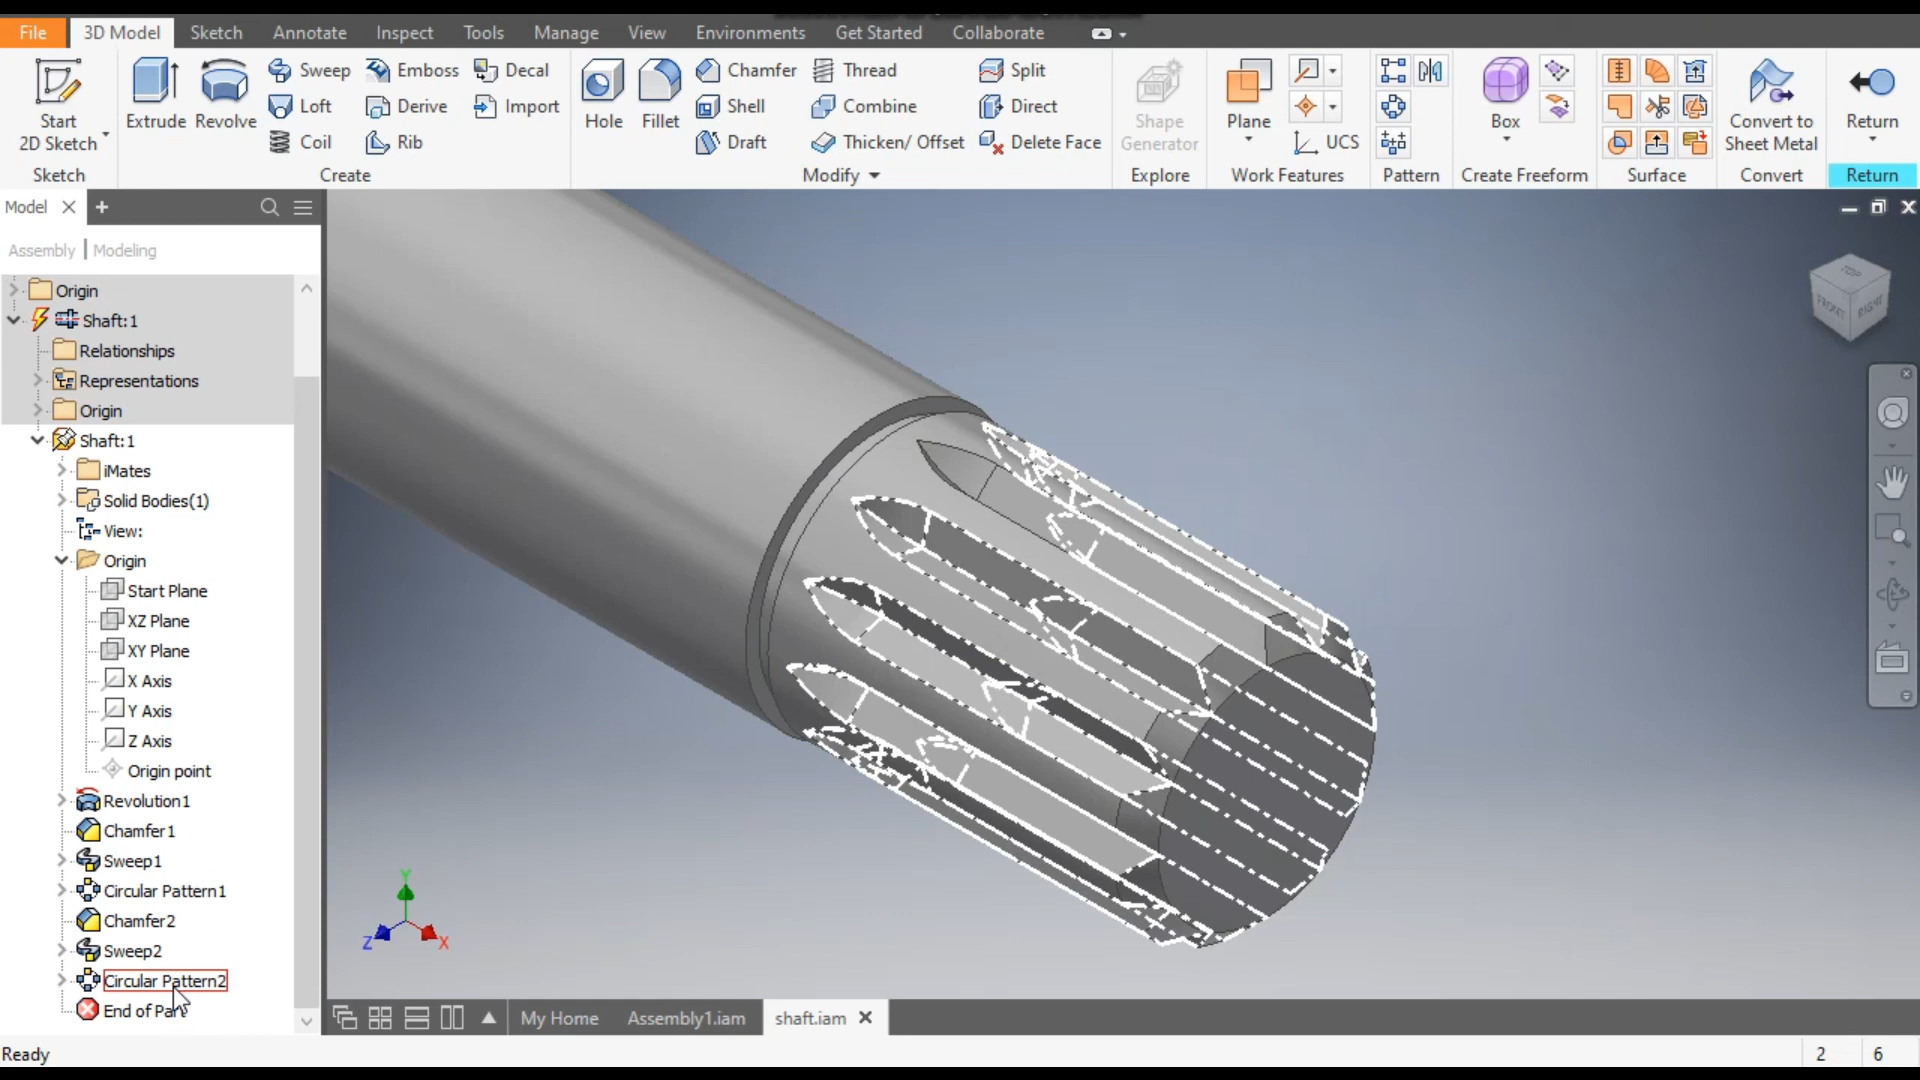 File 3D Model Sketch Annotate Inspect Tools Manage View Environments Get Started Collaborate
Start 2D Sketch
Extrude
Revolve
Sweep Emboss Decal
Loft Derive Import
Coil Rib
Hole
Fillet
Chamfer Thread Split
Shell Combine Direct
Draft Thicken/ Offset Delete Face
Shape Generator
Plane
UCS
Box
Convert to Sheet Metal
Return
Sketch Create Modify Explore Work Features Pattern Create Freeform Surface Convert Return
Model
Assembly Modeling
Origin
Shaft:1
Relationships
Representations
Origin
Shaft:1
iMates
Solid Bodies(1)
View:
Origin
Start Plane
XZ Plane
XY Plane
X Axis
Y Axis
Z Axis
Origin point
Revolution1
Chamfer1
Sweep1
Circular Pattern1
Chamfer2
Sweep2
Circular Pattern2
End of Part
TOP
FRONT RIGHT
Y
Z X
My Home Assembly1.iam shaft.iam
Ready 2 6